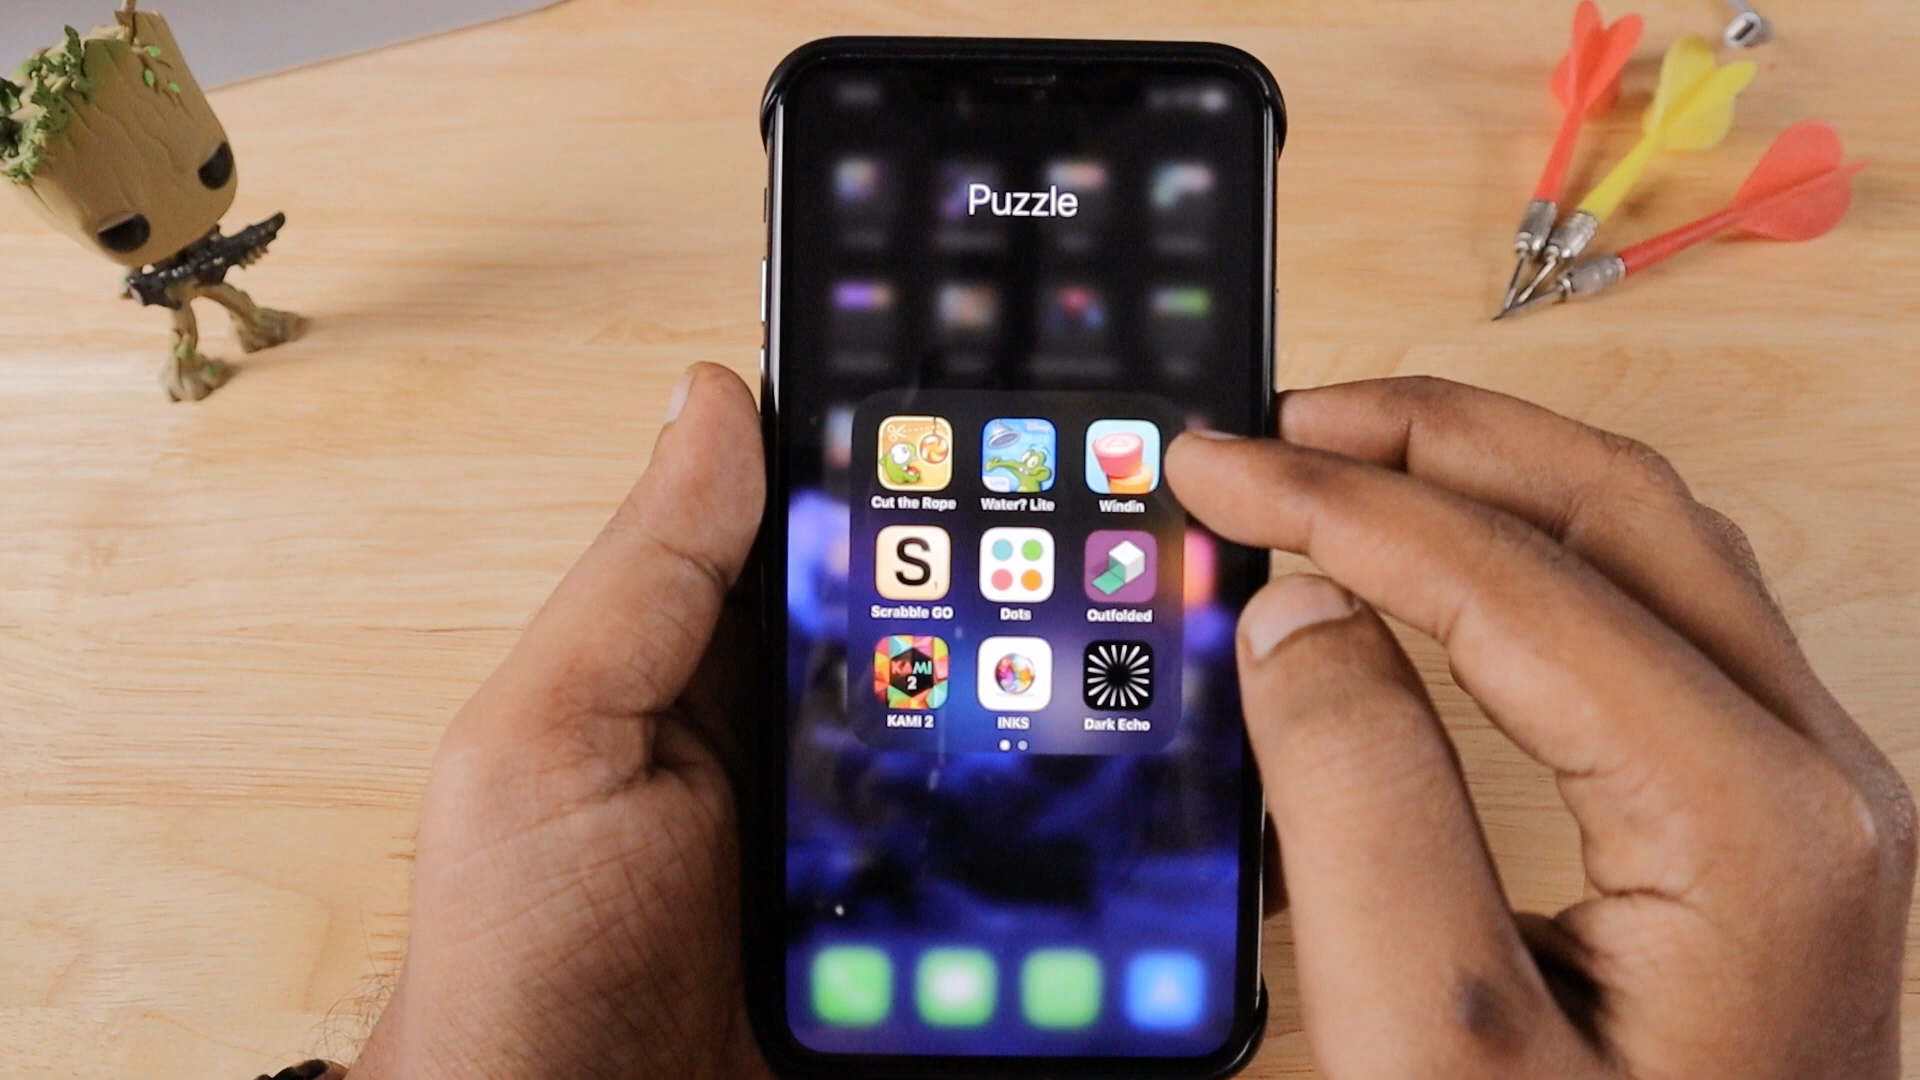 Puzzle
Cut the Rope
Water? Lite
Windin
S
Scrabble GO
Dots
Outfolded
KAMI
2
KAMI 2
INKS
Dark Echo